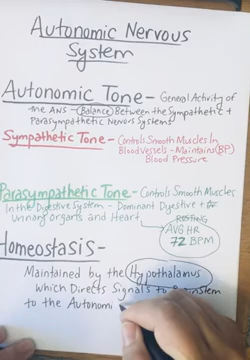 Autonomic Nervous
System
Autonomic Tone - General Activity of
the ANS - Balance Between the Sympathetic +
Parasympathetic Nervous Systems
Sympathetic Tone - Controls Smooth Muscles In
Blood Vessels - Maintains (BP)
Blood Pressure
Parasympathetic Tone - Controls Smooth Muscles
In the Digestive System - Dominant Digestive +
Urinary organs and Heart
RESTING
AVG HR
72 BPM
Homeostasis -
Maintained by the Hypothalamus
which Directs Signals to Brainstem
to the Autonomi